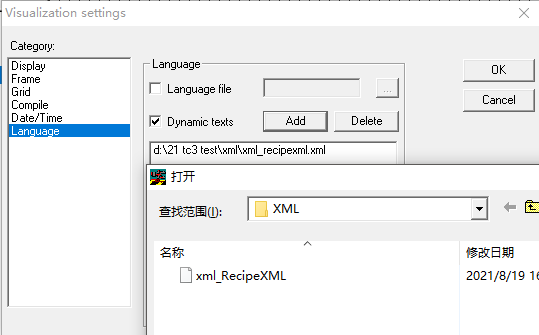 Visualization settings
Category:
Display
Frame
Grid
Compile
Date/Time
Language
Language
Language file
...
Dynamic texts
Add
Delete
d:\21 tc3 test\xml\xml_recipexml.xml
OK
Cancel
打开
查找范围(I):
XML
名称
修改日期
xml_RecipeXML
2021/8/19 16